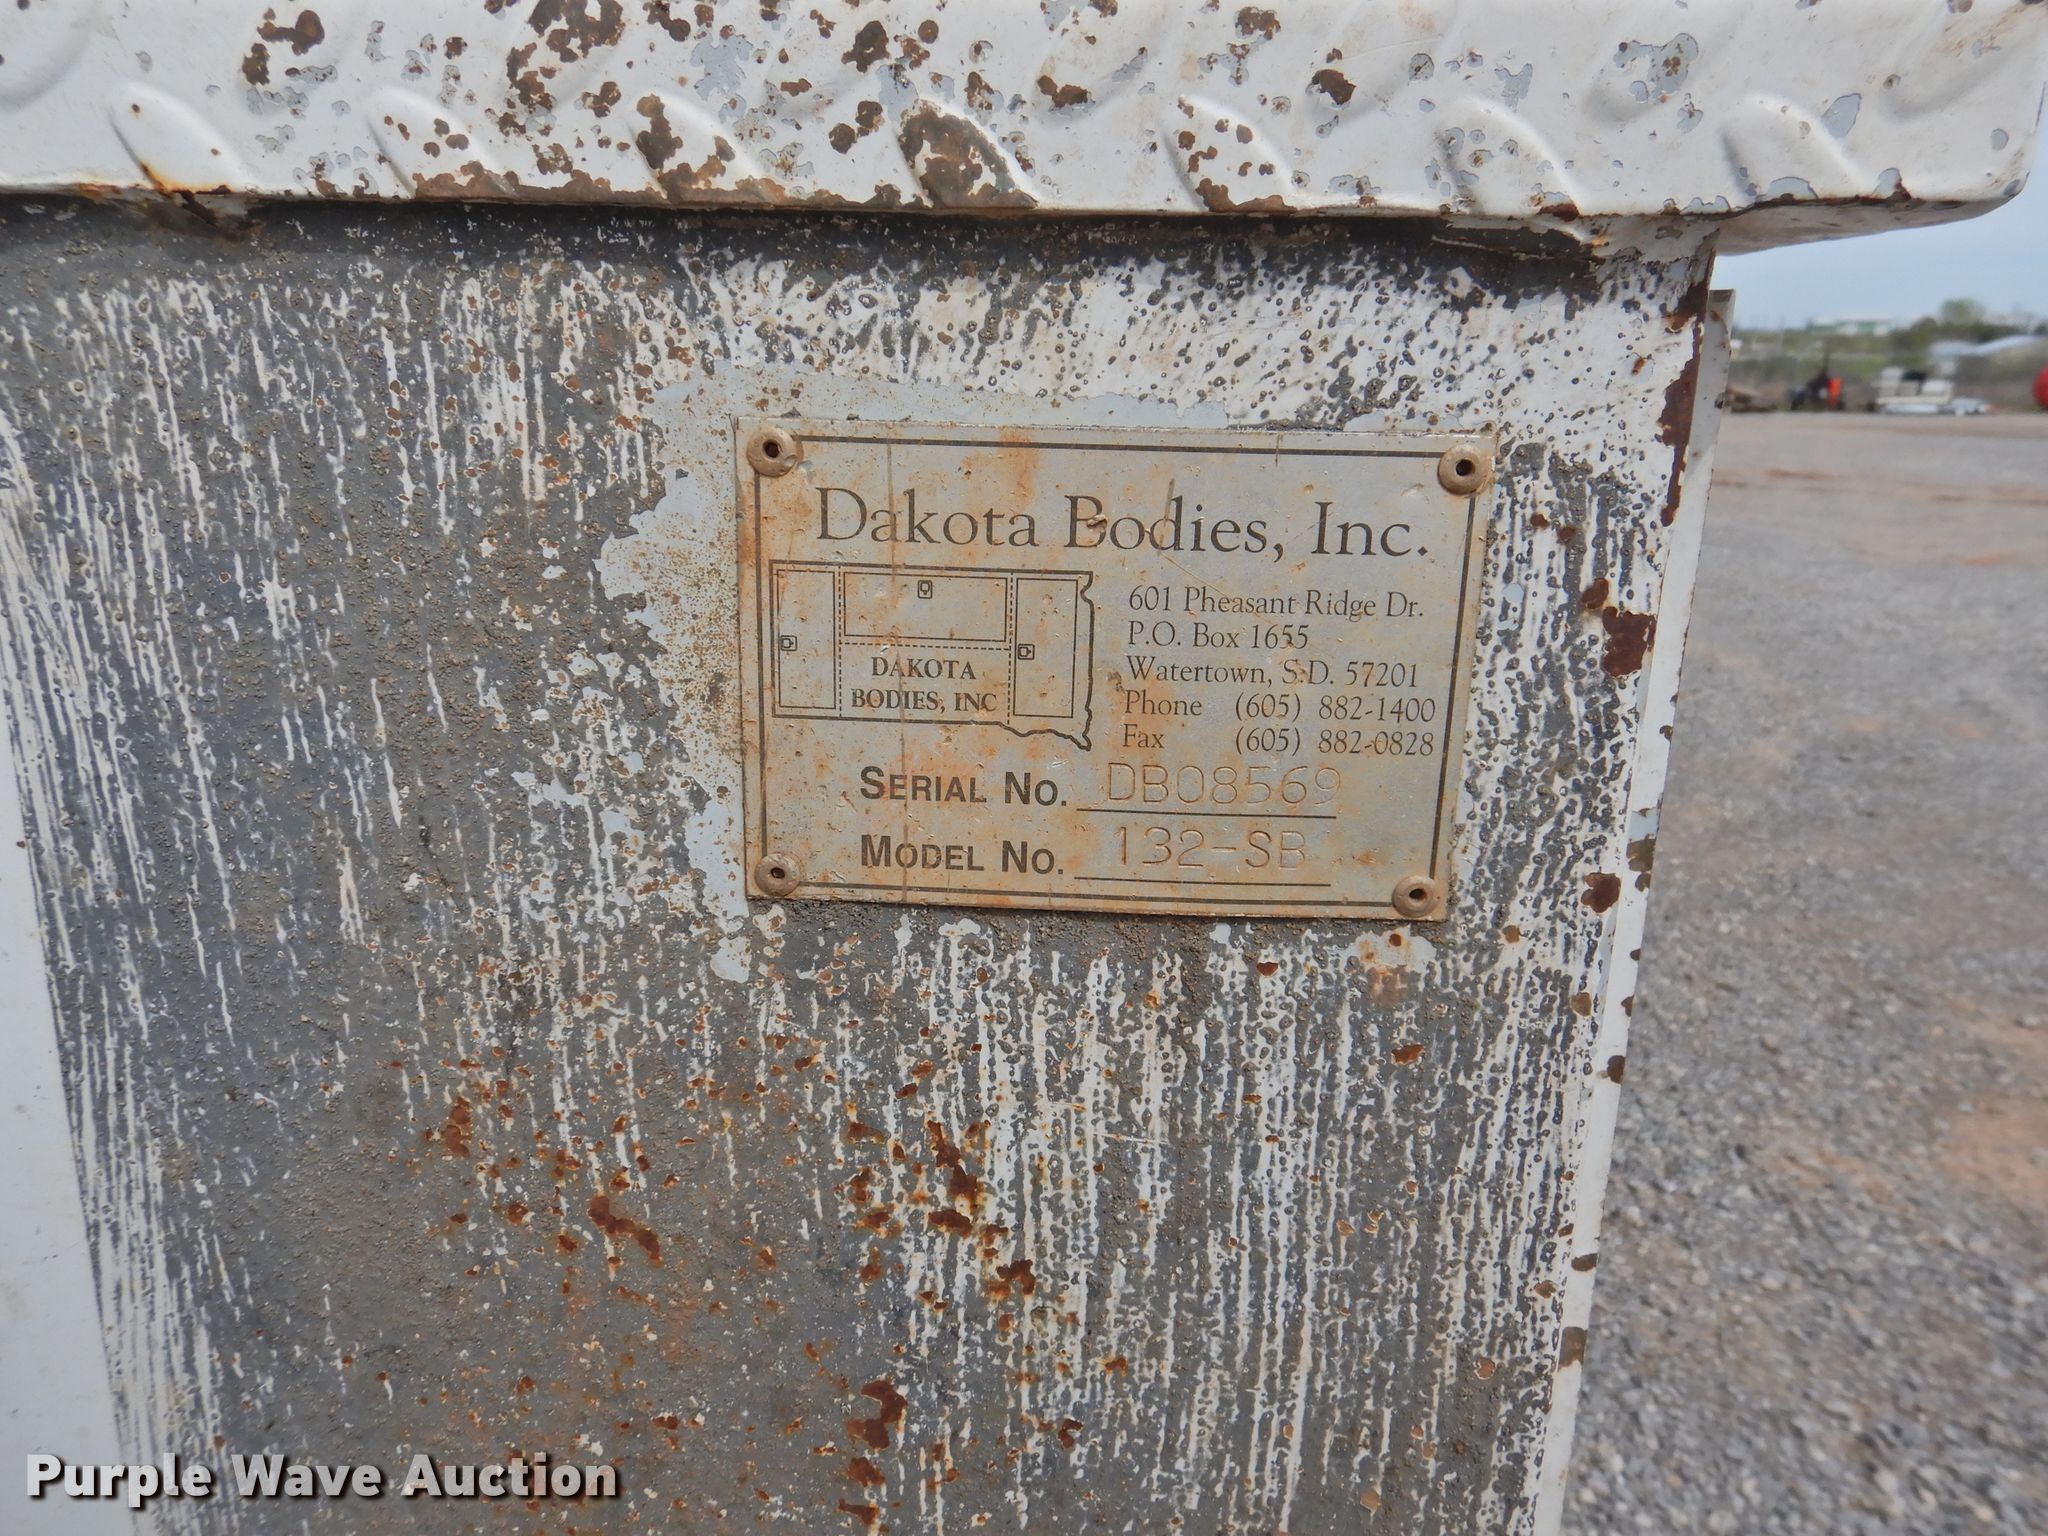 Dakota Bodies, Inc.
DAKOTA
BODIES, INC
601 Pheasant Ridge Dr.
P.O. Box 1655
Watertown, S.D. 57201
Phone (605) 882-1400
Fax (605) 882-0828
SERIAL NO. DB08569
MODEL NO. 132-SB
Purple Wave Auction